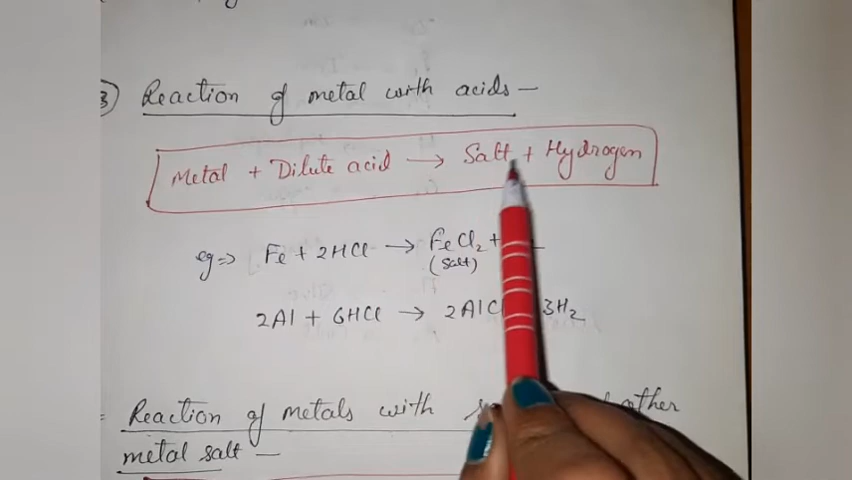 3) Reaction of metal with acids –
Metal + Dilute acid → Salt + Hydrogen
eg ⇒ Fe + 2HCl → FeCl₂ +
(Salt)
2Al + 6HCl → 2AlC 3H₂
Reaction of metals with other
metal salt –